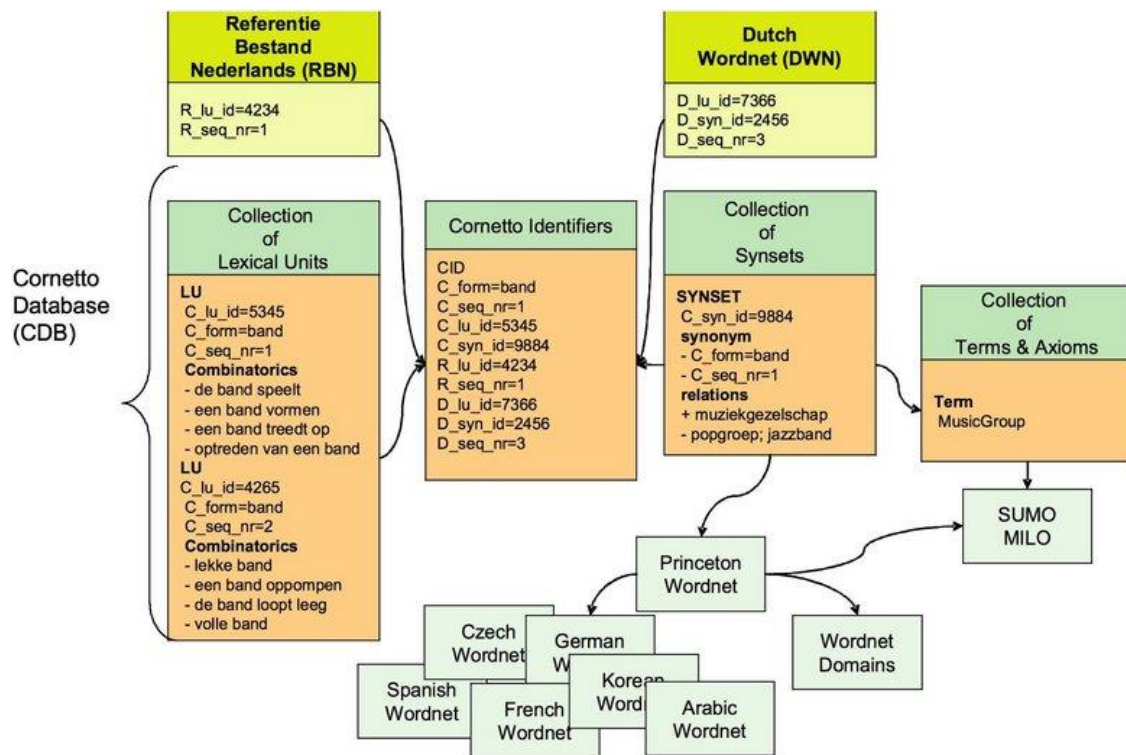 Referentie
Bestand
Nederlands (RBN)
R_lu_id=4234
R_seq_nr=1
Dutch
Wordnet (DWN)
D_lu_id=7366
D_syn_id=2456
D_seq_nr=3
Cornetto
Database
(CDB)
Collection
of
Lexical Units
LU
C_lu_id=5345
C_form=band
C_seq_nr=1
Combinatorics
- de band speelt
- een band vormen
- een band treedt op
- optreden van een band
LU
C_lu_id=4265
C_form=band
C_seq_nr=2
Combinatorics
- lekke band
- een band oppompen
- de band loopt leeg
- volle band
Cornetto Identifiers
CID
C_form=band
C_seq_nr=1
C_lu_id=5345
C_syn_id=9884
R_lu_id=4234
R_seq_nr=1
D_lu_id=7366
D_syn_id=2456
D_seq_nr=3
Collection
of
Synsets
SYNSET
C_syn_id=9884
synonym
- C_form=band
- C_seq_nr=1
relations
+ muziekgezelschap
- popgroep; jazzband
Collection
of
Terms & Axioms
Term
MusicGroup
SUMO
MILO
Princeton
Wordnet
Wordnet
Domains
Czech
Wordnet
German
W
Spanish
Wordnet
French
Wordnet
Korean
Wordn
Arabic
Wordnet